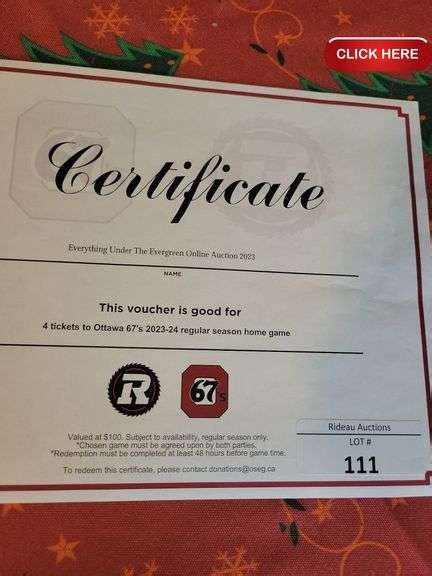 CLICK HERE
Certificate
Everything Under The Evergreen Online Auction 2023
NAME
This voucher is good for
4 tickets to Ottawa 67's 2023-24 regular season home game
R
67's
Valued at $100. Subject to availability, regular season only.
*Chosen game must be agreed upon by both parties.
*Redemption must be completed at least 48 hours before game time.
To redeem this certificate, please contact donations@oseg.ca
Rideau Auctions
LOT #
111